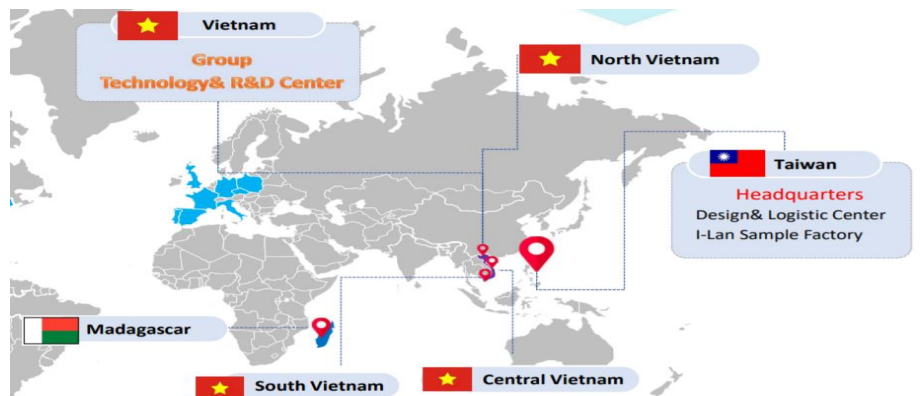 Vietnam
Group
Technology& R&D Center
North Vietnam
Taiwan
Headquarters
Design& Logistic Center
I-Lan Sample Factory
Madagascar
South Vietnam
Central Vietnam